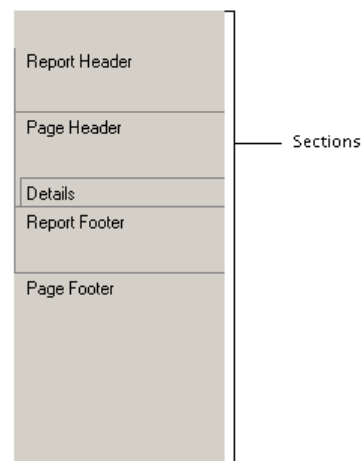 Report Header
Page Header
Sections
Details
Report Footer
Page Footer